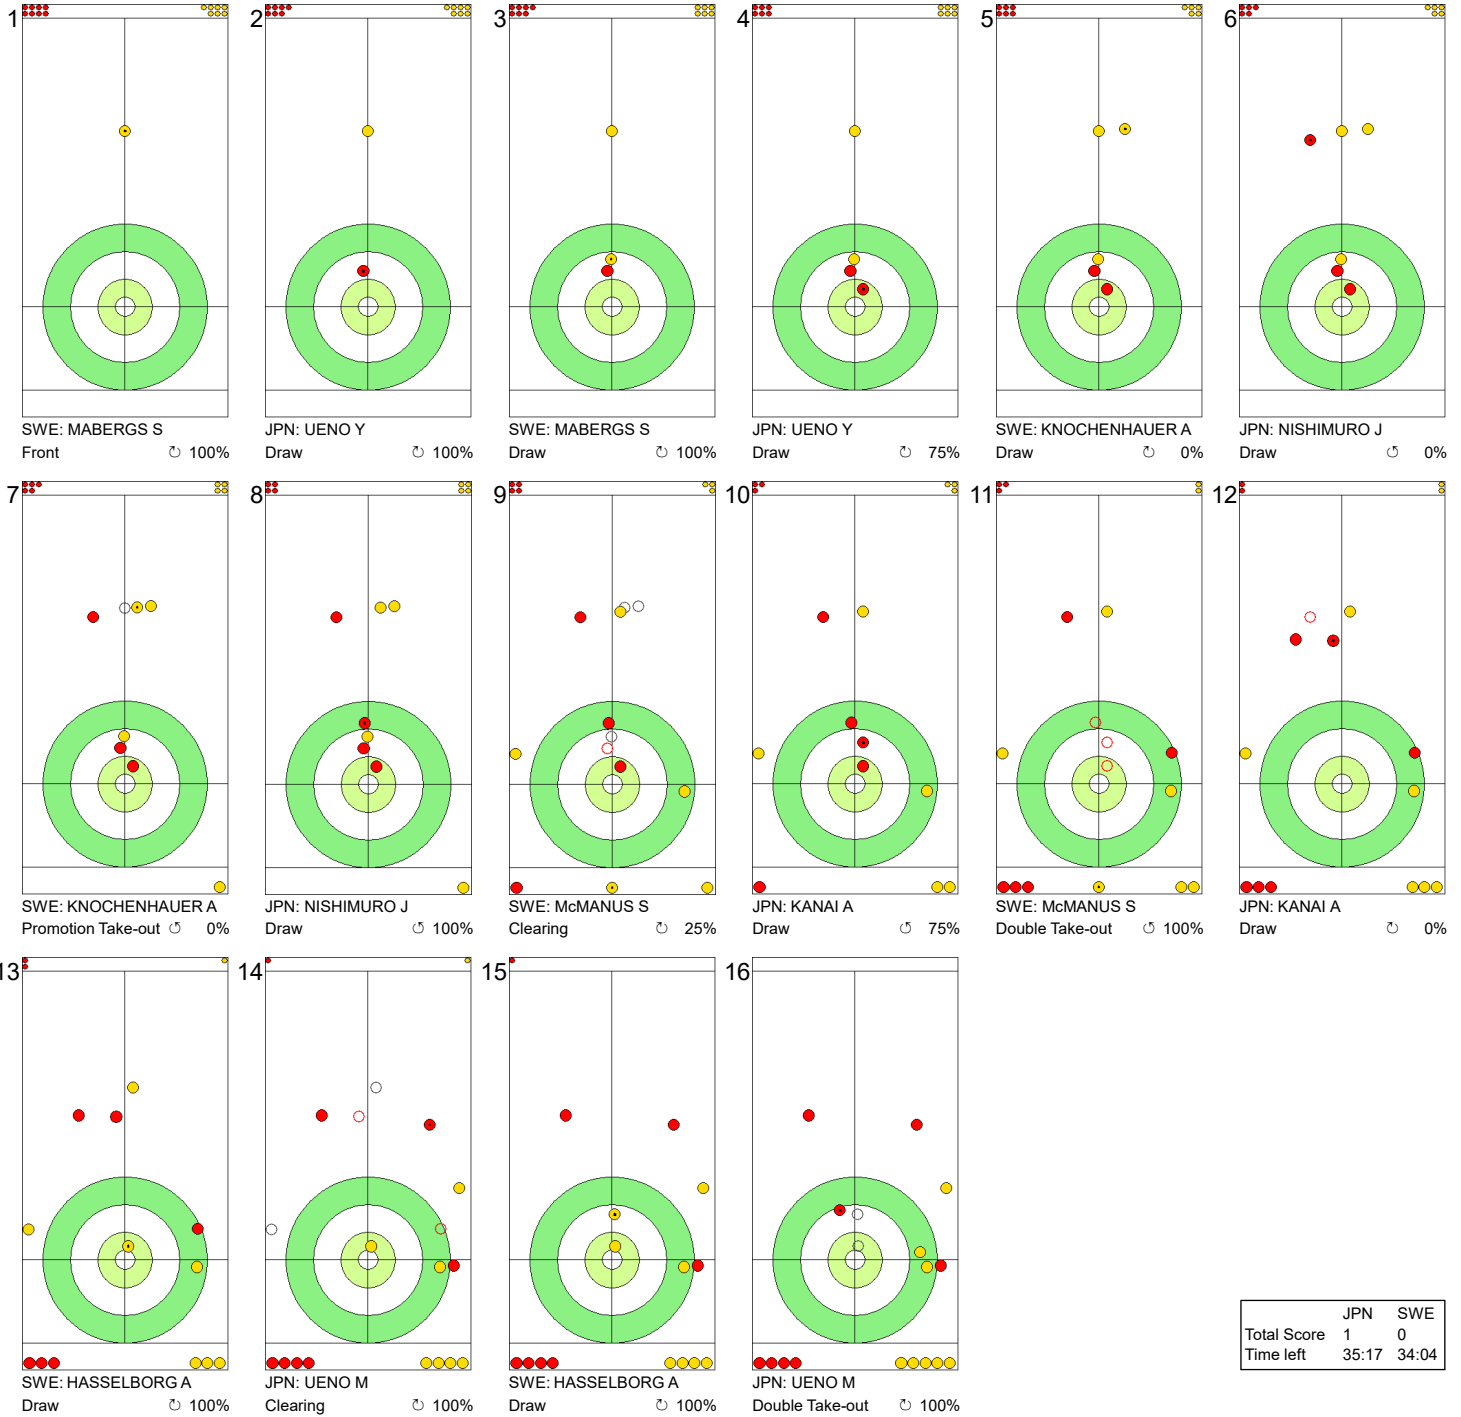 1
2
3
4
5
6
SWE: MABERGS S
Front ↻ 100%
JPN: UENO Y
Draw ↻ 100%
SWE: MABERGS S
Draw ↻ 100%
JPN: UENO Y
Draw ↻ 75%
SWE: KNOCHENHAUER A
Draw ↻ 0%
JPN: NISHIMURO J
Draw ↺ 0%
7
8
9
10
11
12
SWE: KNOCHENHAUER A
Promotion Take-out ↺ 0%
JPN: NISHIMURO J
Draw ↺ 100%
SWE: McMANUS S
Clearing ↻ 25%
JPN: KANAI A
Draw ↺ 75%
SWE: McMANUS S
Double Take-out ↺ 100%
JPN: KANAI A
Draw ↺ 0%
13
14
15
16
SWE: HASSELBORG A
Draw ↻ 100%
JPN: UENO M
Clearing ↻ 100%
SWE: HASSELBORG A
Draw ↻ 100%
JPN: UENO M
Double Take-out ↻ 100%
JPN SWE
Total Score 1 0
Time left 35:17 34:04